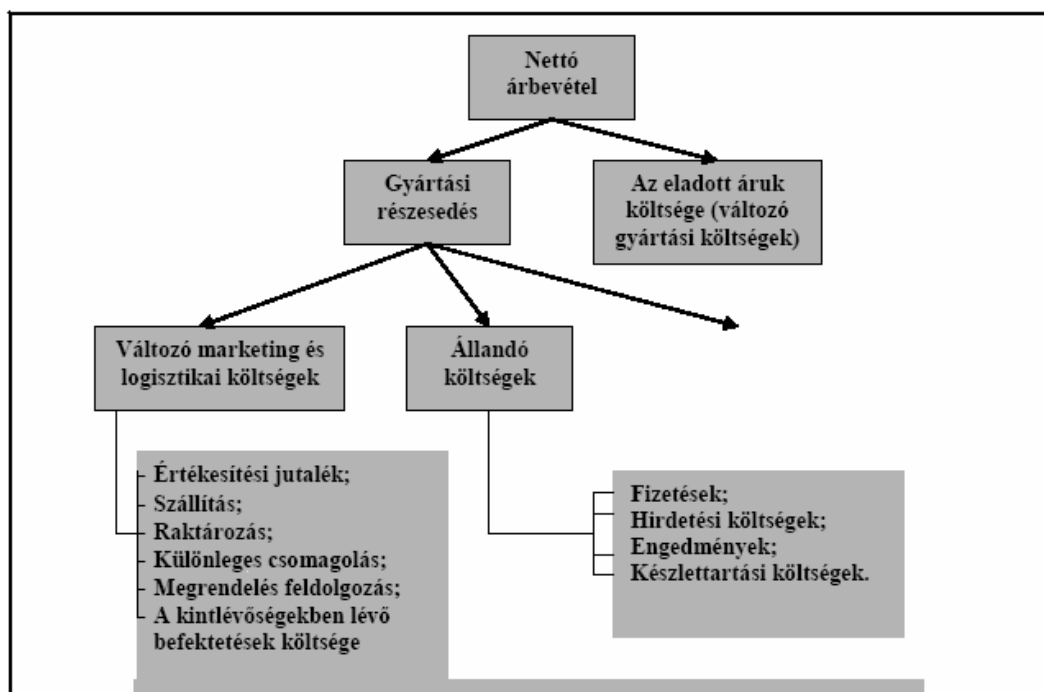 Nettó
árbevétel
Gyártási
részesedés
Az eladott áruk
költsége (változó
gyártási költségek)
Változó marketing és
logisztikai költségek
Állandó
költségek
Értékesítési jutalék;
Szállítás;
Raktározás;
Különleges csomagolás;
Megrendelés feldolgozás;
A kintlévőségekben lévő
befektetések költsége
Fizetések;
Hirdetési költségek;
Engedmények;
Készlettartási költségek.